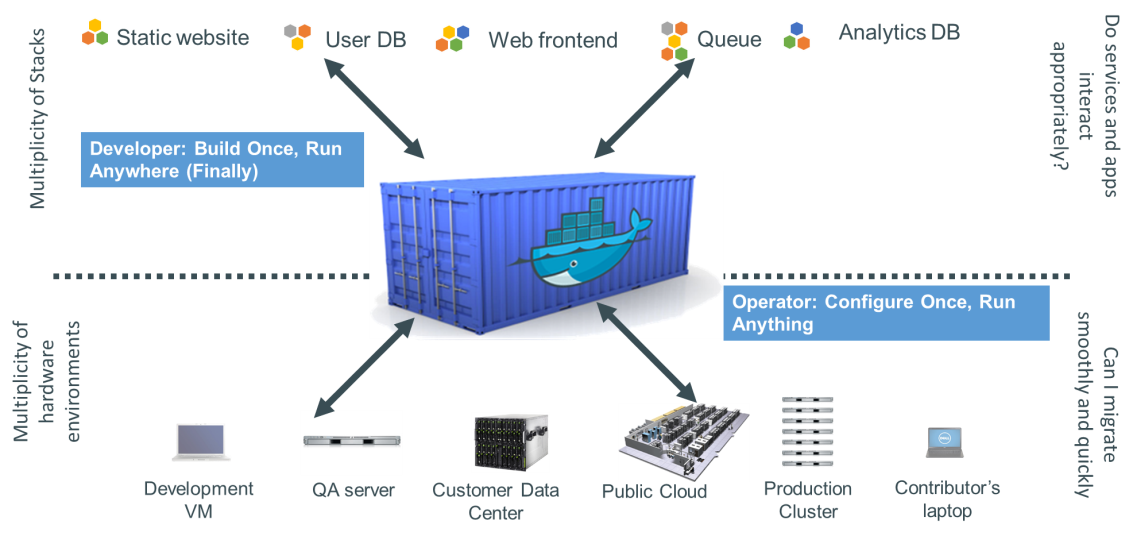 Multiplicity of Stacks
Static website
User DB
Web frontend
Queue
Analytics DB
Do services and apps
interact
appropriately?
Developer: Build Once, Run
Anywhere (Finally)
Operator: Configure Once, Run
Anything
Multiplicity of
hardware
environments
Can I migrate
smoothly and quickly
Development
VM
QA server
Customer Data
Center
Public Cloud
Production
Cluster
DELL
Contributor's
laptop